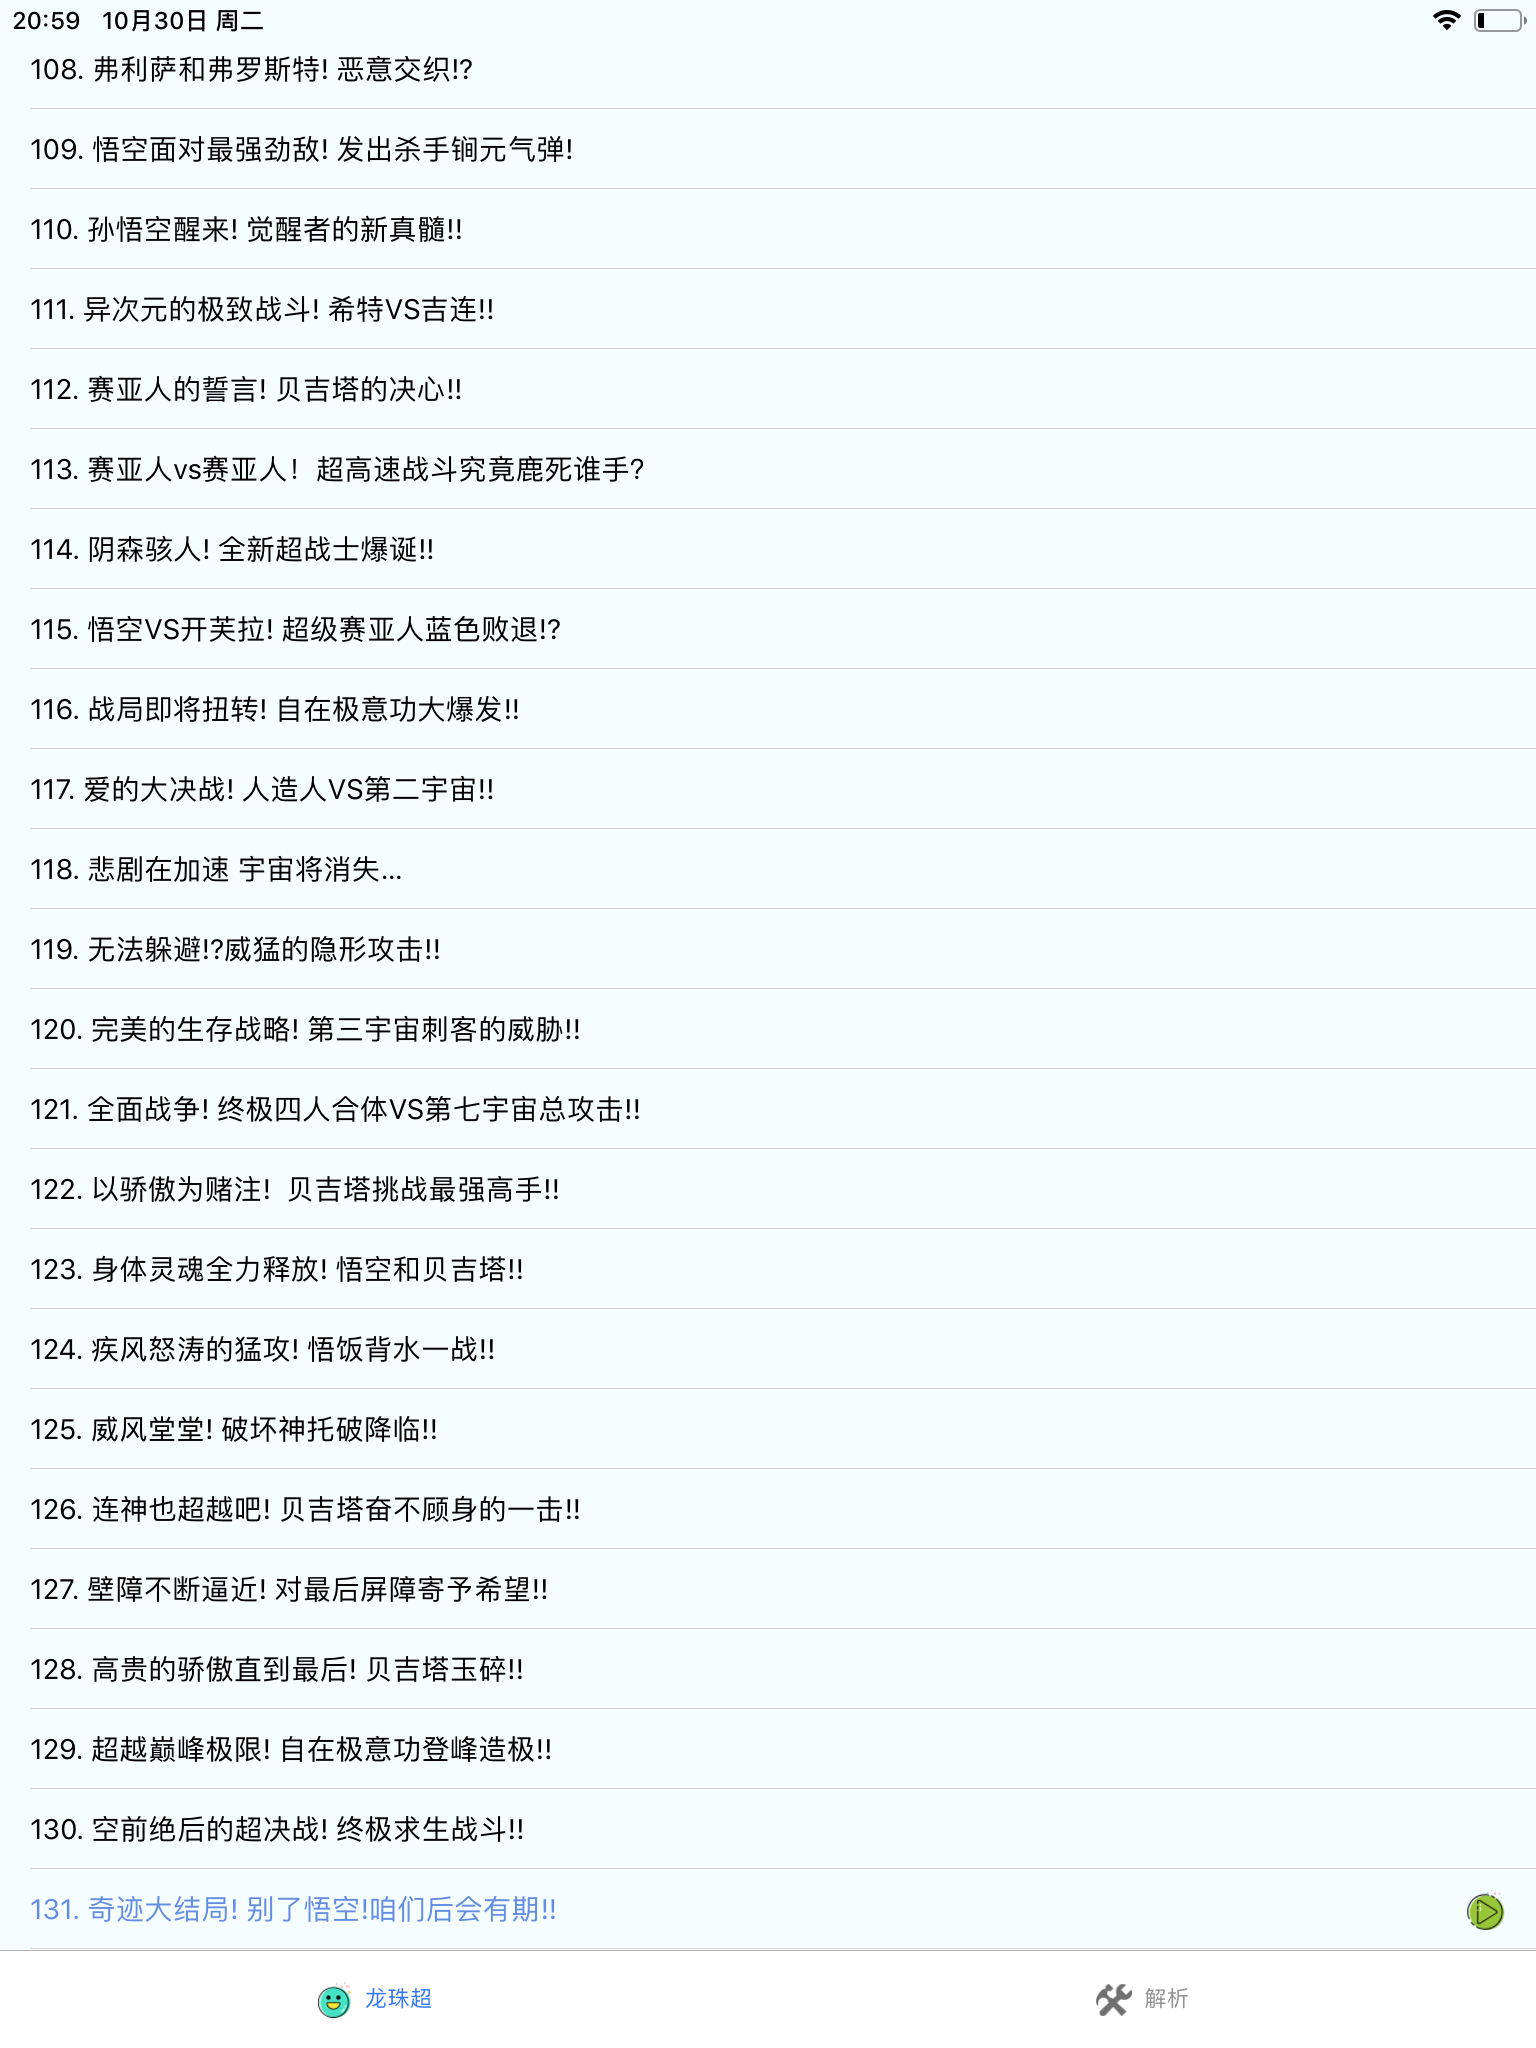 20:59 10月30日 周二
108. 弗利萨和弗罗斯特! 恶意交织!?
109. 悟空面对最强劲敌! 发出杀手锏元气弹!
110. 孙悟空醒来! 觉醒者的新真髓!!
111. 异次元的极致战斗! 希特VS吉连!!
112. 赛亚人的誓言! 贝吉塔的决心!!
113. 赛亚人vs赛亚人！超高速战斗究竟鹿死谁手?
114. 阴森骇人! 全新超战士爆诞!!
115. 悟空VS开芙拉! 超级赛亚人蓝色败退!?
116. 战局即将扭转! 自在极意功大爆发!!
117. 爱的大决战! 人造人VS第二宇宙!!
118. 悲剧在加速 宇宙将消失...
119. 无法躲避!?威猛的隐形攻击!!
120. 完美的生存战略! 第三宇宙刺客的威胁!!
121. 全面战争! 终极四人合体VS第七宇宙总攻击!!
122. 以骄傲为赌注！贝吉塔挑战最强高手!!
123. 身体灵魂全力释放! 悟空和贝吉塔!!
124. 疾风怒涛的猛攻! 悟饭背水一战!!
125. 威风堂堂! 破坏神托破降临!!
126. 连神也超越吧! 贝吉塔奋不顾身的一击!!
127. 壁障不断逼近! 对最后屏障寄予希望!!
128. 高贵的骄傲直到最后! 贝吉塔玉碎!!
129. 超越巅峰极限! 自在极意功登峰造极!!
130. 空前绝后的超决战! 终极求生战斗!!
131. 奇迹大结局! 别了悟空!咱们后会有期!!
龙珠超 解析